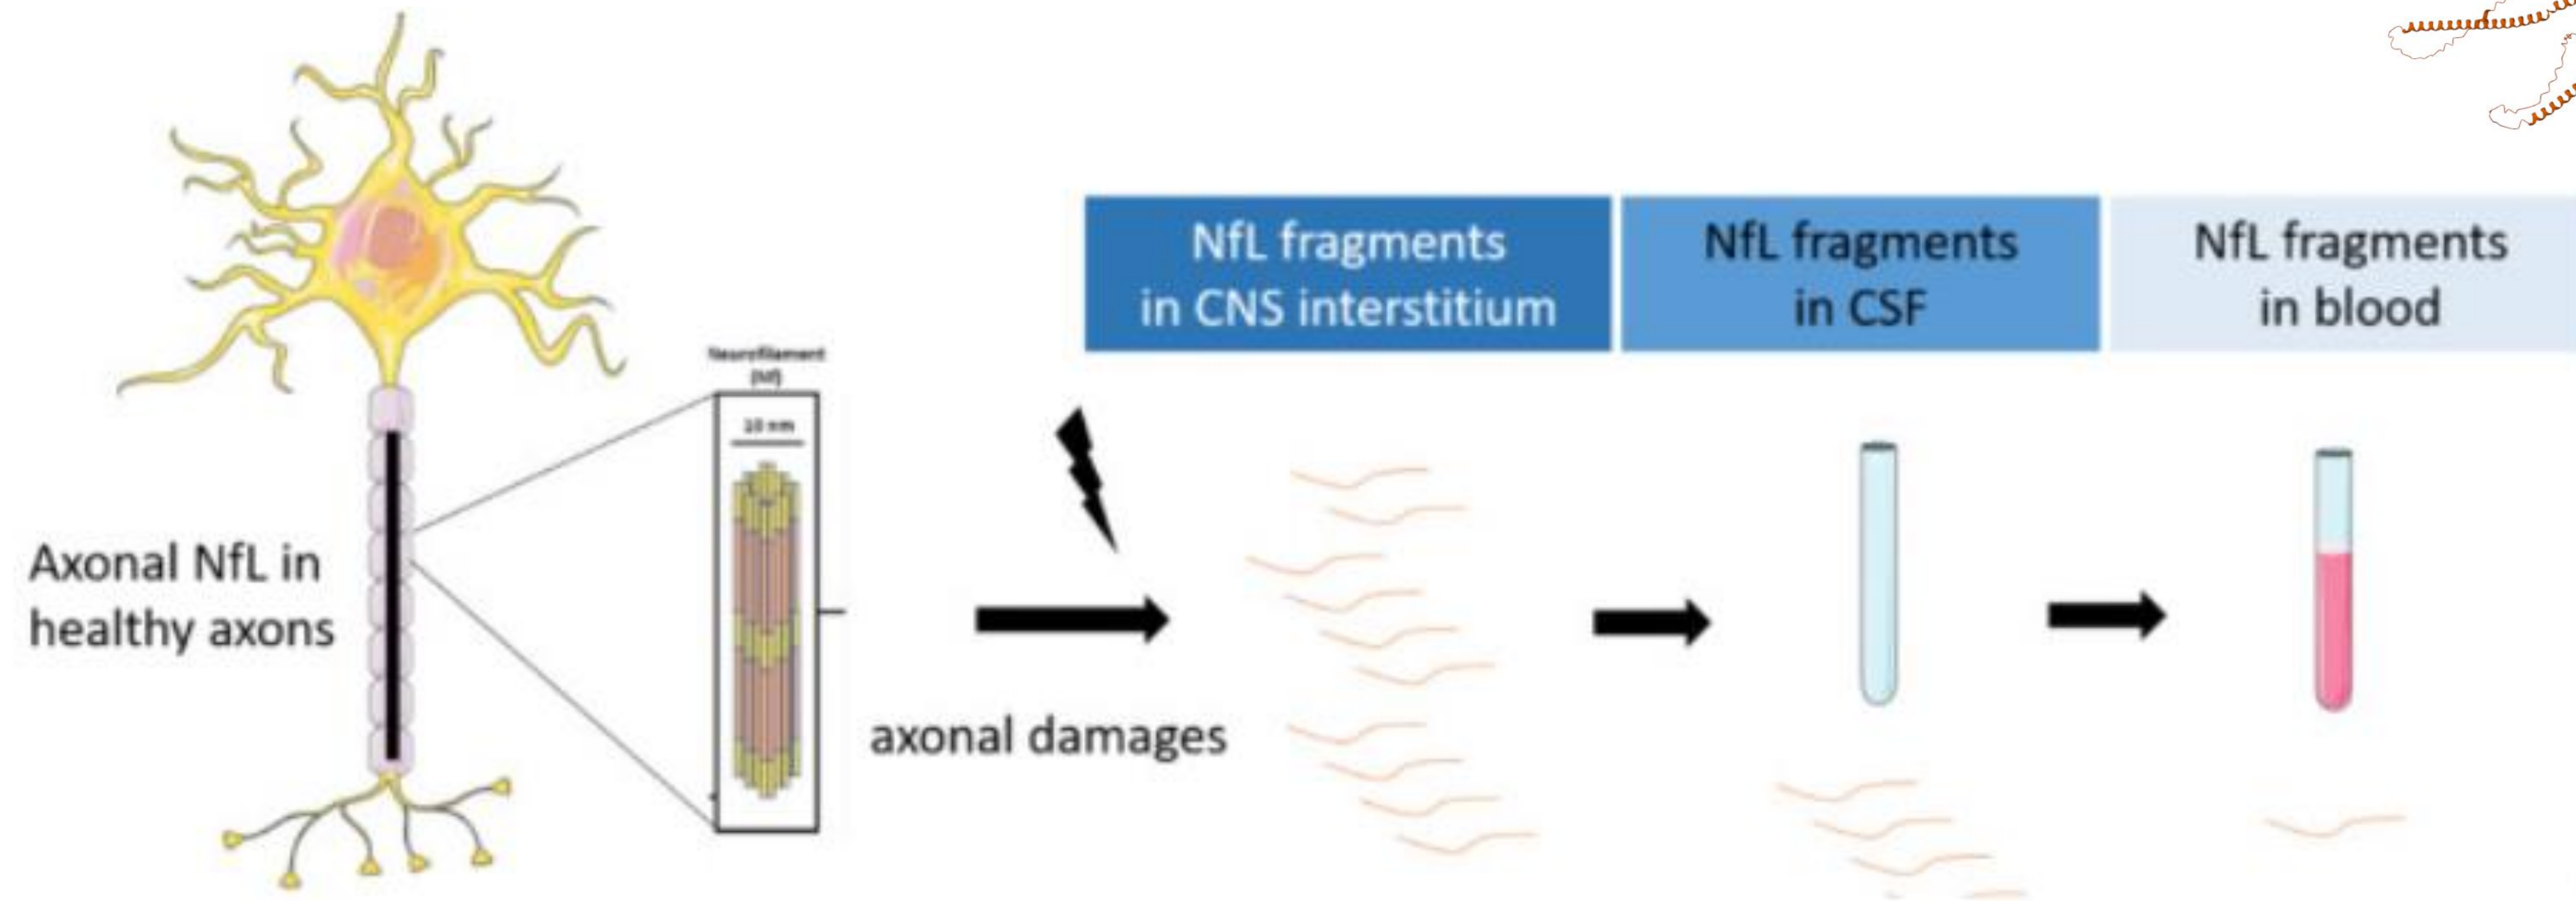 Axonal NfL in
healthy axons
Neurofilament
(Nf)
10 nm
axonal damages
NfL fragments
in CNS interstitium
NfL fragments
in CSF
NfL fragments
in blood